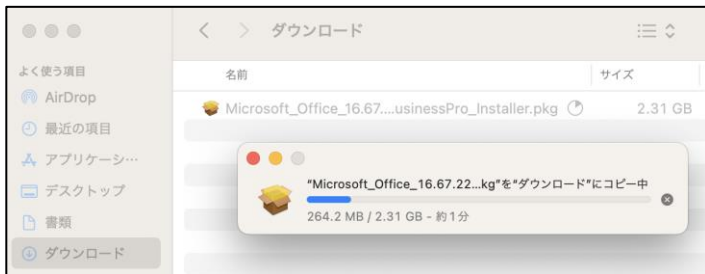 ダウンロード
よく使う項目
名前
サイズ
AirDrop
Microsoft_Office_16.67....usinessPro_Installer.pkg
2.31 GB
最近の項目
アプリケーシ…
デスクトップ
書類
ダウンロード
"Microsoft_Office_16.67.22...kg"を"ダウンロード"にコピー中
264.2 MB / 2.31 GB - 約1分